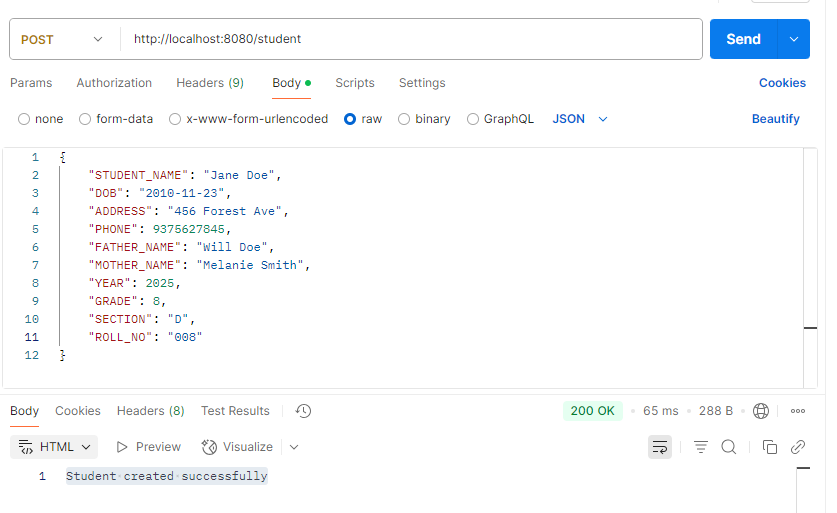 POST http://localhost:8080/student Send
Params Authorization Headers (9) Body Scripts Settings Cookies
none form-data x-www-form-urlencoded raw binary GraphQL JSON Beautify
1 {
2 "STUDENT_NAME": "Jane Doe",
3 "DOB": "2010-11-23",
4 "ADDRESS": "456 Forest Ave",
5 "PHONE": 9375627845,
6 "FATHER_NAME": "Will Doe",
7 "MOTHER_NAME": "Melanie Smith",
8 "YEAR": 2025,
9 "GRADE": 8,
10 "SECTION": "D",
11 "ROLL_NO": "008"
12 }
Body Cookies Headers (8) Test Results 200 OK 65 ms 288 B
HTML Preview Visualize
1 Student created successfully